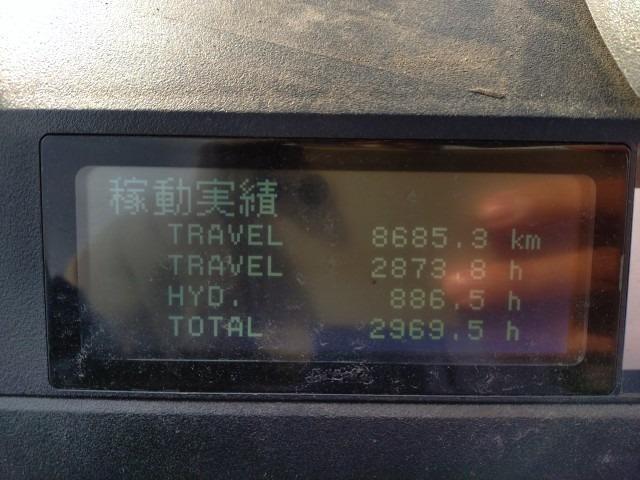 稼動実績
TRAVEL 8685.3 km
TRAVEL 2873.8 h
HYD. 886.5 h
TOTAL 2969.5 h